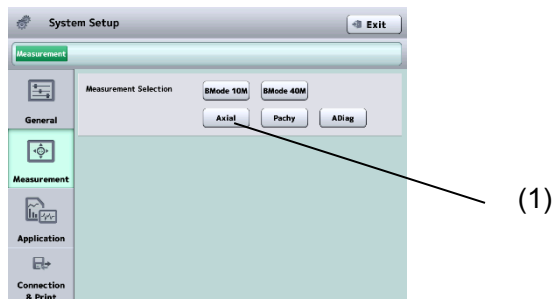 System Setup
Exit
Measurement
General
Measurement Selection
BMode 10M
BMode 40M
Axial
Pachy
ADiag
(1)
Measurement
Application
Connection
& Print